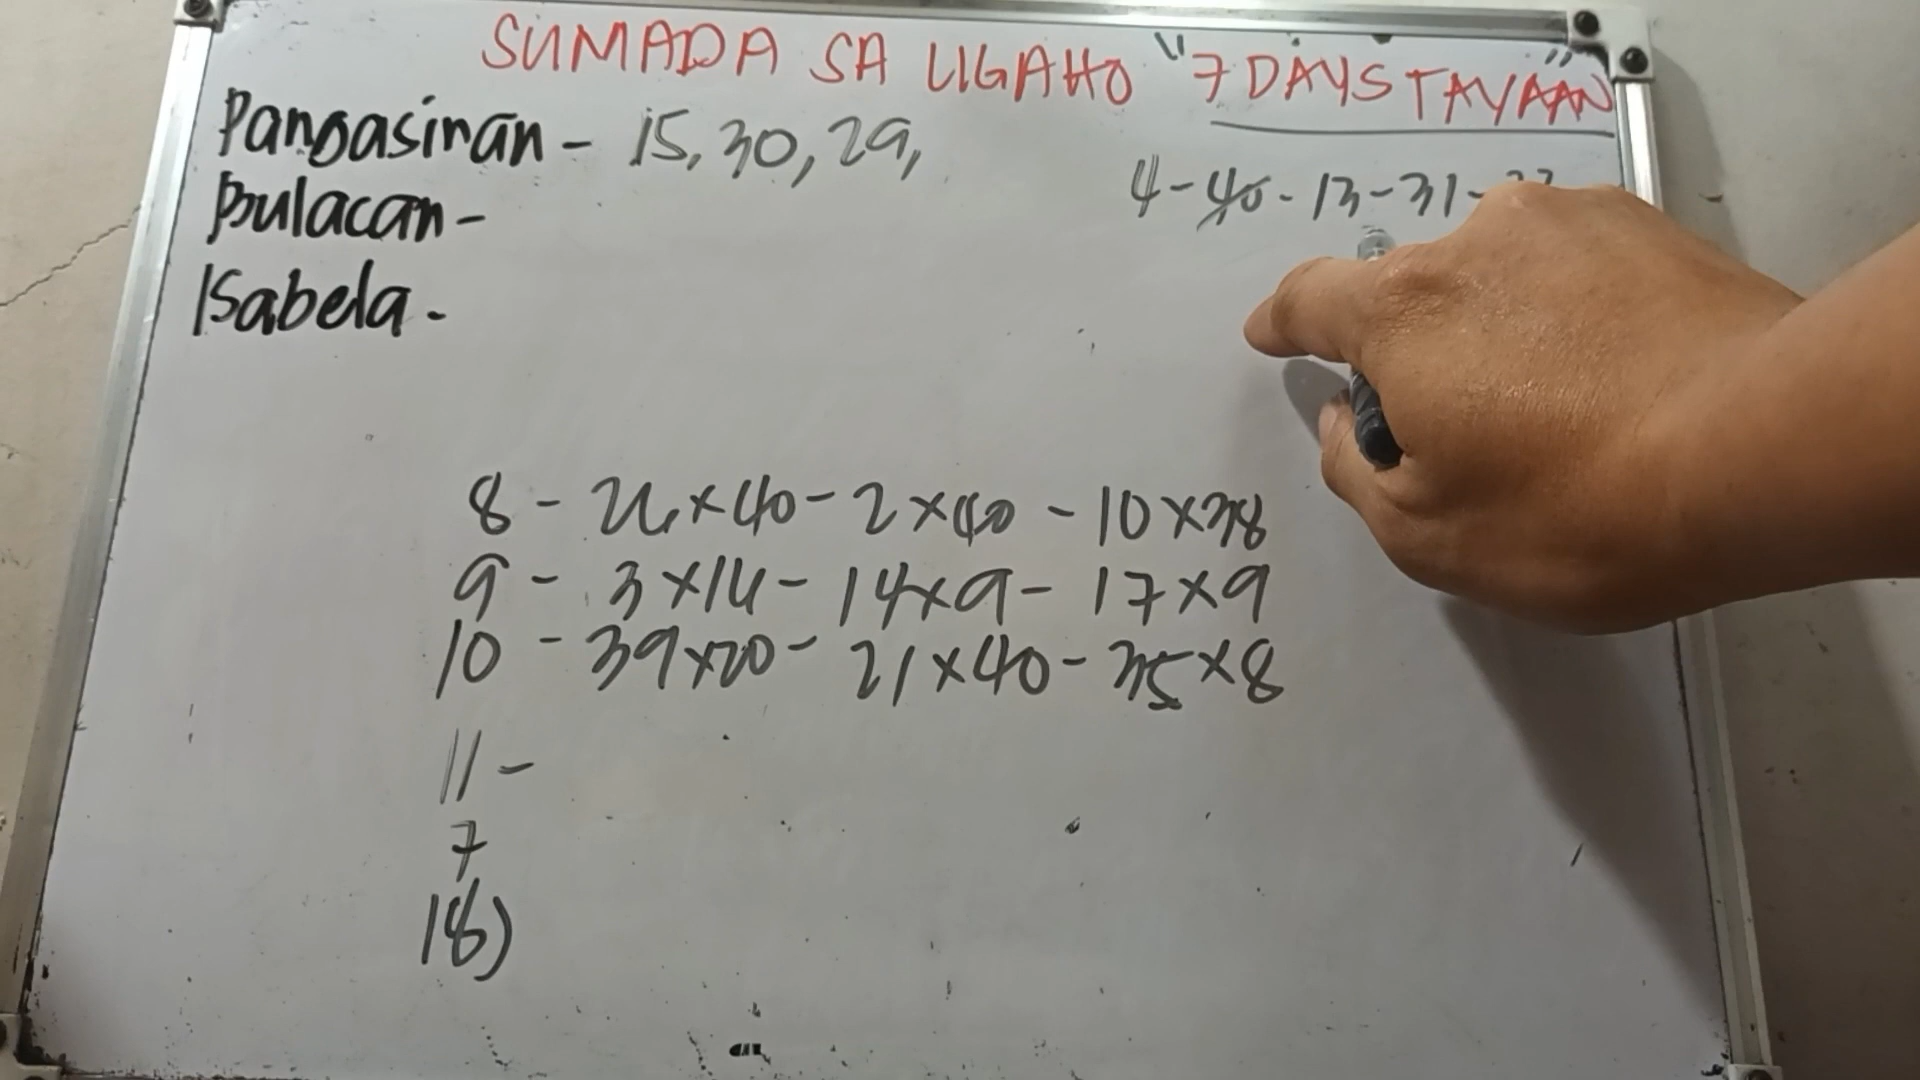 SUMADA SA LIGAHO "7 DAYS TAYAAN"
Pangasinan - 15, 30, 29,
4 - 40 - 13 - 31 -
Bulacan -
Isabela -
8 - 26 x 40 - 2 x 40 - 10 x 38
9 - 3 x 14 - 14 x 9 - 17 x 9
10 - 39 x 20 - 21 x 40 - 35 x 8
11 -
7
18)